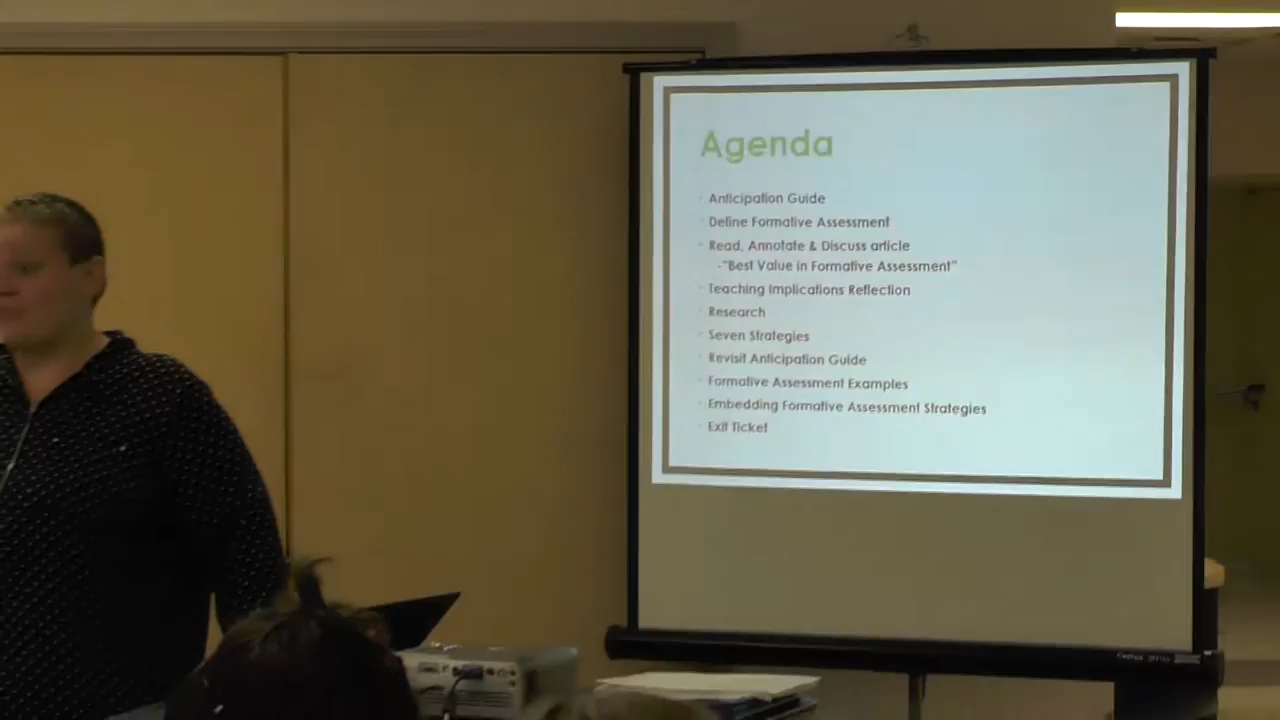 Agenda
Anticipation Guide
Define Formative Assessment
Read, Annotate & Discuss article
-"Best Value in Formative Assessment"
Teaching Implications Reflection
Research
Seven Strategies
Revisit Anticipation Guide
Formative Assessment Examples
Embedding Formative Assessment Strategies
Exit Ticket